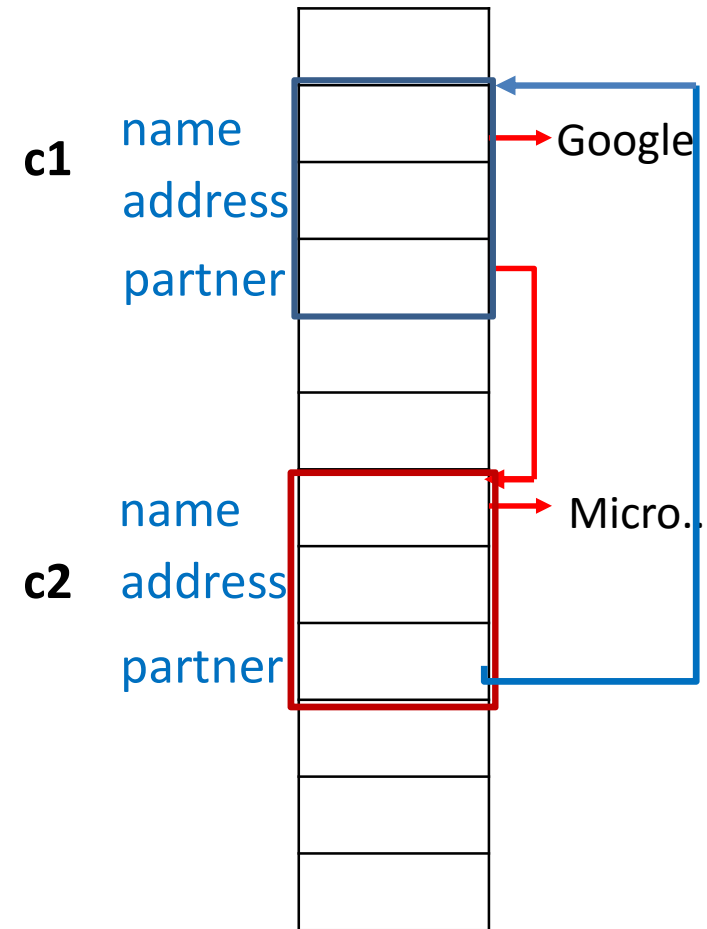 name
Google
c1
address
partner
name
Micro..
c2
address
partner